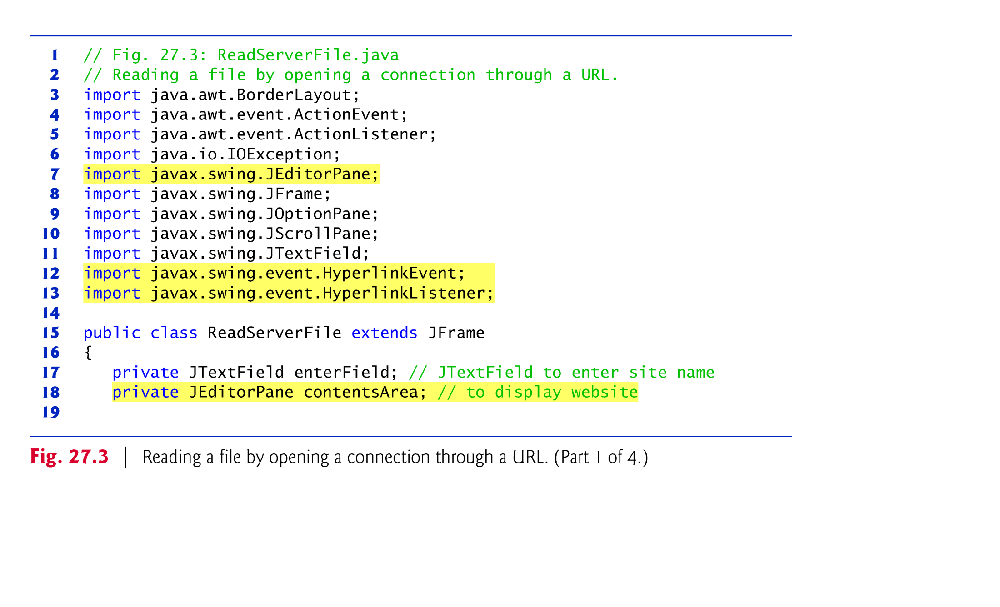 1 // Fig. 27.3: ReadServerFile.java
2 // Reading a file by opening a connection through a URL.
3 import java.awt.BorderLayout;
4 import java.awt.event.ActionEvent;
5 import java.awt.event.ActionListener;
6 import java.io.IOException;
7 import javax.swing.JEditorPane;
8 import javax.swing.JFrame;
9 import javax.swing.JOptionPane;
10 import javax.swing.JScrollPane;
11 import javax.swing.JTextField;
12 import javax.swing.event.HyperlinkEvent;
13 import javax.swing.event.HyperlinkListener;
14
15 public class ReadServerFile extends JFrame
16 {
17    private JTextField enterField; // JTextField to enter site name
18    private JEditorPane contentsArea; // to display website
19
Fig. 27.3 | Reading a file by opening a connection through a URL. (Part 1 of 4.)